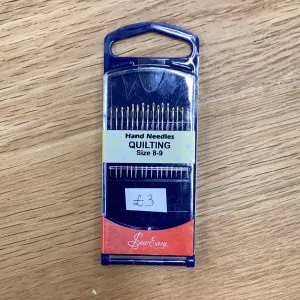 Hand Needles
QUILTING
Size 8-9
£3
Sew Easy